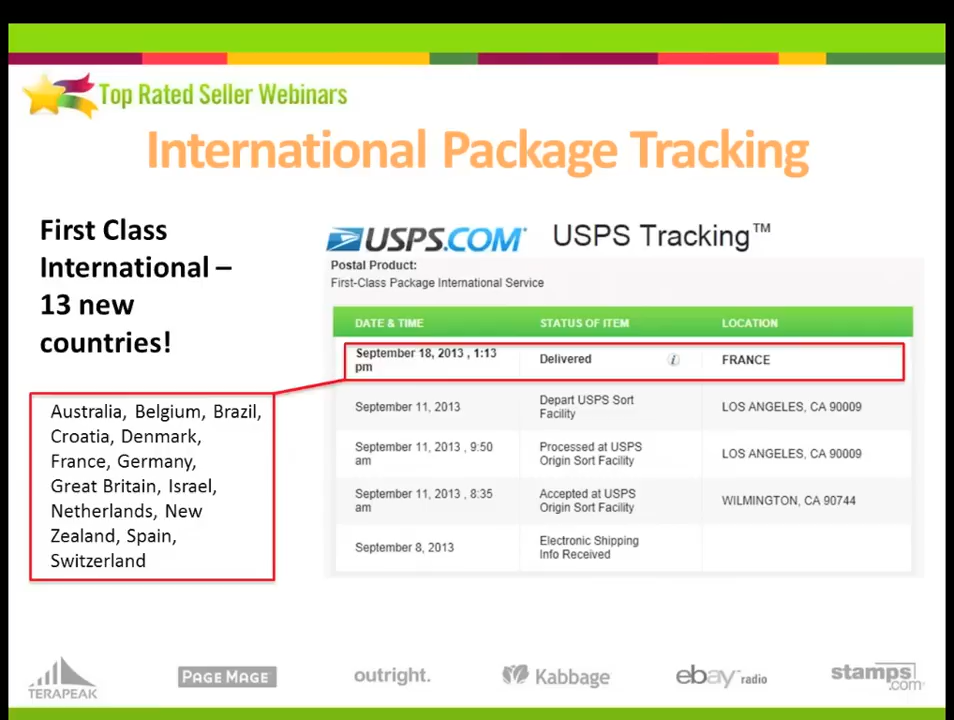 Top Rated Seller Webinars
International Package Tracking
First Class
International –
13 new
countries!
Australia, Belgium, Brazil,
Croatia, Denmark,
France, Germany,
Great Britain, Israel,
Netherlands, New
Zealand, Spain,
Switzerland
USPS.COM® USPS Tracking™
Postal Product:
First-Class Package International Service
DATE & TIME STATUS OF ITEM LOCATION
September 18, 2013 , 1:13
pm
Delivered i FRANCE
September 11, 2013
Depart USPS Sort
Facility
LOS ANGELES, CA 90009
September 11, 2013 , 9:50
am
Processed at USPS
Origin Sort Facility
LOS ANGELES, CA 90009
September 11, 2013 , 8:35
am
Accepted at USPS
Origin Sort Facility
WILMINGTON, CA 90744
September 8, 2013
Electronic Shipping
Info Received
TERAPEAK
PAGE MAGE
outright.
Kabbage
ebay™ radio
stamps
.com